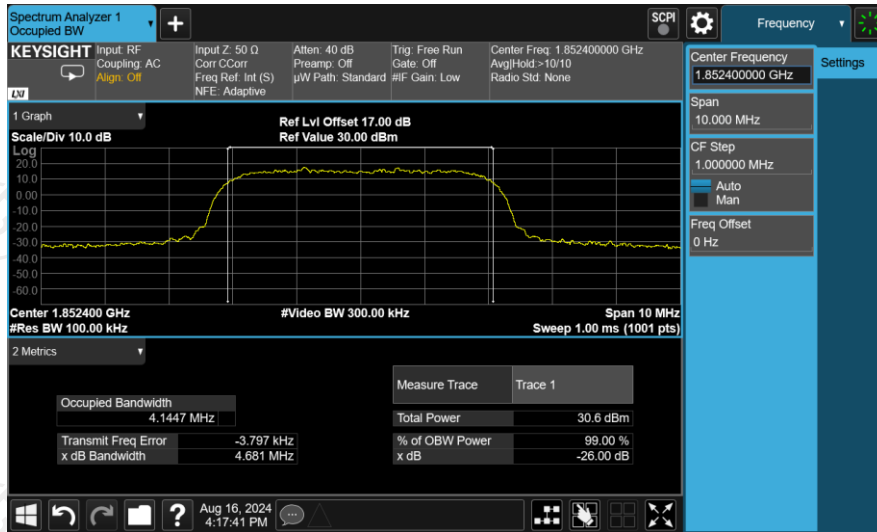 Spectrum Analyzer 1
Occupied BW
+
SCPI
Frequency
KEYSIGHT
LXI
Input: RF
Coupling: AC
Align: Off
Input Z: 50 Ω
Corr CCorr
Freq Ref: Int (S)
NFE: Adaptive
Atten: 40 dB
Preamp: Off
µW Path: Standard
Trig: Free Run
Gate: Off
#IF Gain: Low
Center Freq: 1.852400000 GHz
Avg|Hold:>10/10
Radio Std: None
Center Frequency
1.852400000 GHz
Settings
Span
10.000 MHz
CF Step
1.000000 MHz
Auto
Man
Freq Offset
0 Hz
1 Graph
Scale/Div 10.0 dB
Ref Lvl Offset 17.00 dB
Ref Value 30.00 dBm
Log
20.0
10.0
0.00
-10.0
-20.0
-30.0
-40.0
-50.0
-60.0
Center 1.852400 GHz
#Res BW 100.00 kHz
#Video BW 300.00 kHz
Span 10 MHz
Sweep 1.00 ms (1001 pts)
2 Metrics
Measure Trace Trace 1
Occupied Bandwidth
4.1447 MHz
Total Power 30.6 dBm
Transmit Freq Error -3.797 kHz
% of OBW Power 99.00 %
x dB Bandwidth 4.681 MHz
x dB -26.00 dB
?
Aug 16, 2024
4:17:41 PM